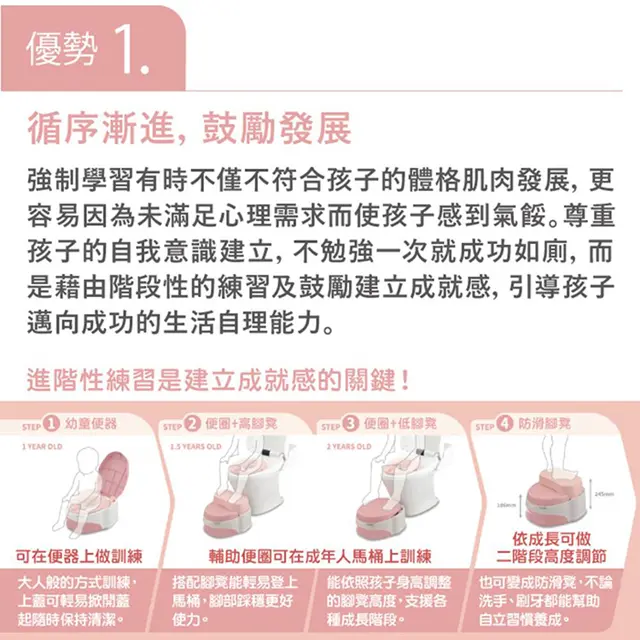 優勢 1.
循序漸進, 鼓勵發展
強制學習有時不僅不符合孩子的體格肌肉發展, 更
容易因為未滿足心理需求而使孩子感到氣餒。尊重
孩子的自我意識建立, 不勉強一次就成功如廁, 而
是藉由階段性的練習及鼓勵建立成就感, 引導孩子
邁向成功的生活自理能力。
進階性練習是建立成就感的關鍵！
STEP 1 幼童便器
1 YEAR OLD
可在便器上做訓練
大人般的方式訓練,
上蓋可輕易掀開蓋
起隨時保持清潔。
STEP 2 便圈+高腳凳
1.5 YEARS OLD
STEP 3 便圈+低腳凳
2 YEARS OLD
輔助便圈可在成年人馬桶上訓練
搭配腳凳能輕易登上
馬桶，腳部踩穩更好
使力。
能依照孩子身高調整
的腳凳高度，支援各
種成長階段。
STEP 4 防滑腳凳
245mm
依成長可做
二階段高度調節
也可變成防滑凳，不論
洗手、刷牙都能幫助
自立習慣養成。